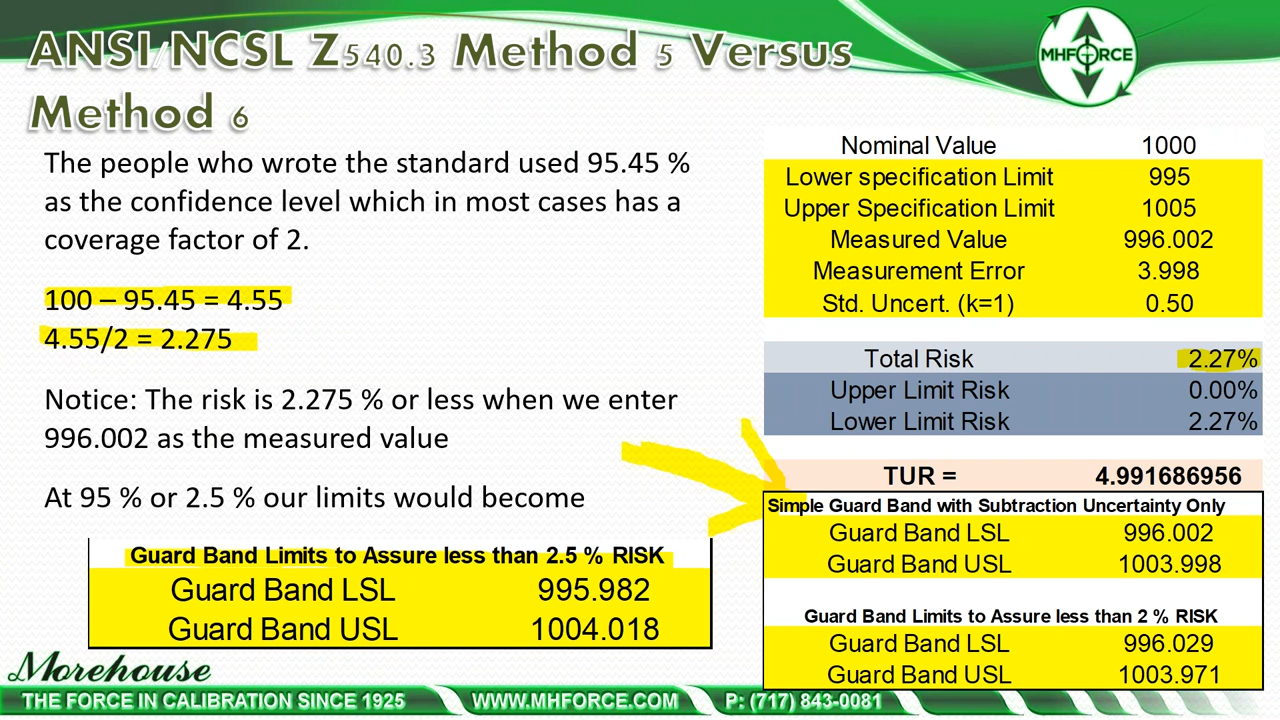 ANSI/NCSL Z540.3 Method 5 Versus
Method 6
MHFORCE
The people who wrote the standard used 95.45 %
as the confidence level which in most cases has a
coverage factor of 2.
100 – 95.45 = 4.55
4.55/2 = 2.275
Notice: The risk is 2.275 % or less when we enter
996.002 as the measured value
At 95 % or 2.5 % our limits would become
Guard Band Limits to Assure less than 2.5 % RISK
Guard Band LSL 995.982
Guard Band USL 1004.018
Nominal Value 1000
Lower specification Limit 995
Upper Specification Limit 1005
Measured Value 996.002
Measurement Error 3.998
Std. Uncert. (k=1) 0.50
Total Risk 2.27%
Upper Limit Risk 0.00%
Lower Limit Risk 2.27%
TUR = 4.991686956
Simple Guard Band with Subtraction Uncertainty Only
Guard Band LSL 996.002
Guard Band USL 1003.998
Guard Band Limits to Assure less than 2 % RISK
Guard Band LSL 996.029
Guard Band USL 1003.971
Morehouse
THE FORCE IN CALIBRATION SINCE 1925 WWW.MHFORCE.COM P: (717) 843-0081